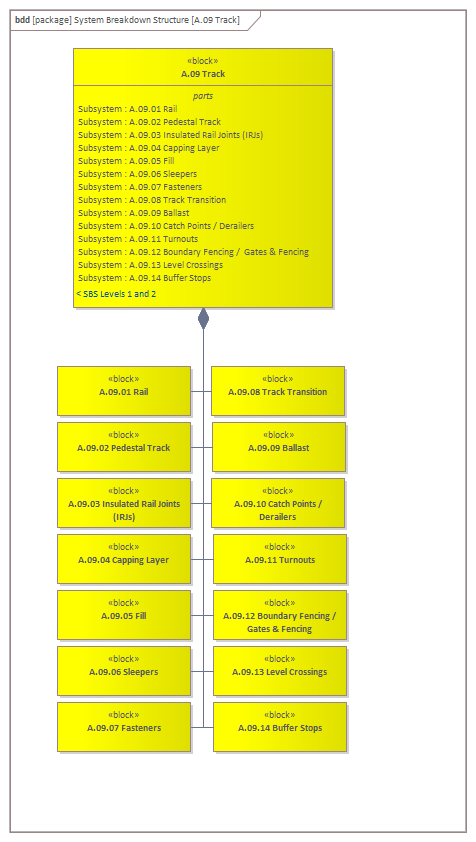 bdd [package] System Breakdown Structure [A.09 Track]
«block»
A.09 Track
parts
Subsystem : A.09.01 Rail
Subsystem : A.09.02 Pedestal Track
Subsystem : A.09.03 Insulated Rail Joints (IRJs)
Subsystem : A.09.04 Capping Layer
Subsystem : A.09.05 Fill
Subsystem : A.09.06 Sleepers
Subsystem : A.09.07 Fasteners
Subsystem : A.09.08 Track Transition
Subsystem : A.09.09 Ballast
Subsystem : A.09.10 Catch Points / Derailers
Subsystem : A.09.11 Turnouts
Subsystem : A.09.12 Boundary Fencing / Gates & Fencing
Subsystem : A.09.13 Level Crossings
Subsystem : A.09.14 Buffer Stops
< SBS Levels 1 and 2
«block»
A.09.01 Rail
«block»
A.09.08 Track Transition
«block»
A.09.02 Pedestal Track
«block»
A.09.09 Ballast
«block»
A.09.03 Insulated Rail Joints
(IRJs)
«block»
A.09.10 Catch Points /
Derailers
«block»
A.09.04 Capping Layer
«block»
A.09.11 Turnouts
«block»
A.09.05 Fill
«block»
A.09.12 Boundary Fencing /
Gates & Fencing
«block»
A.09.06 Sleepers
«block»
A.09.13 Level Crossings
«block»
A.09.07 Fasteners
«block»
A.09.14 Buffer Stops